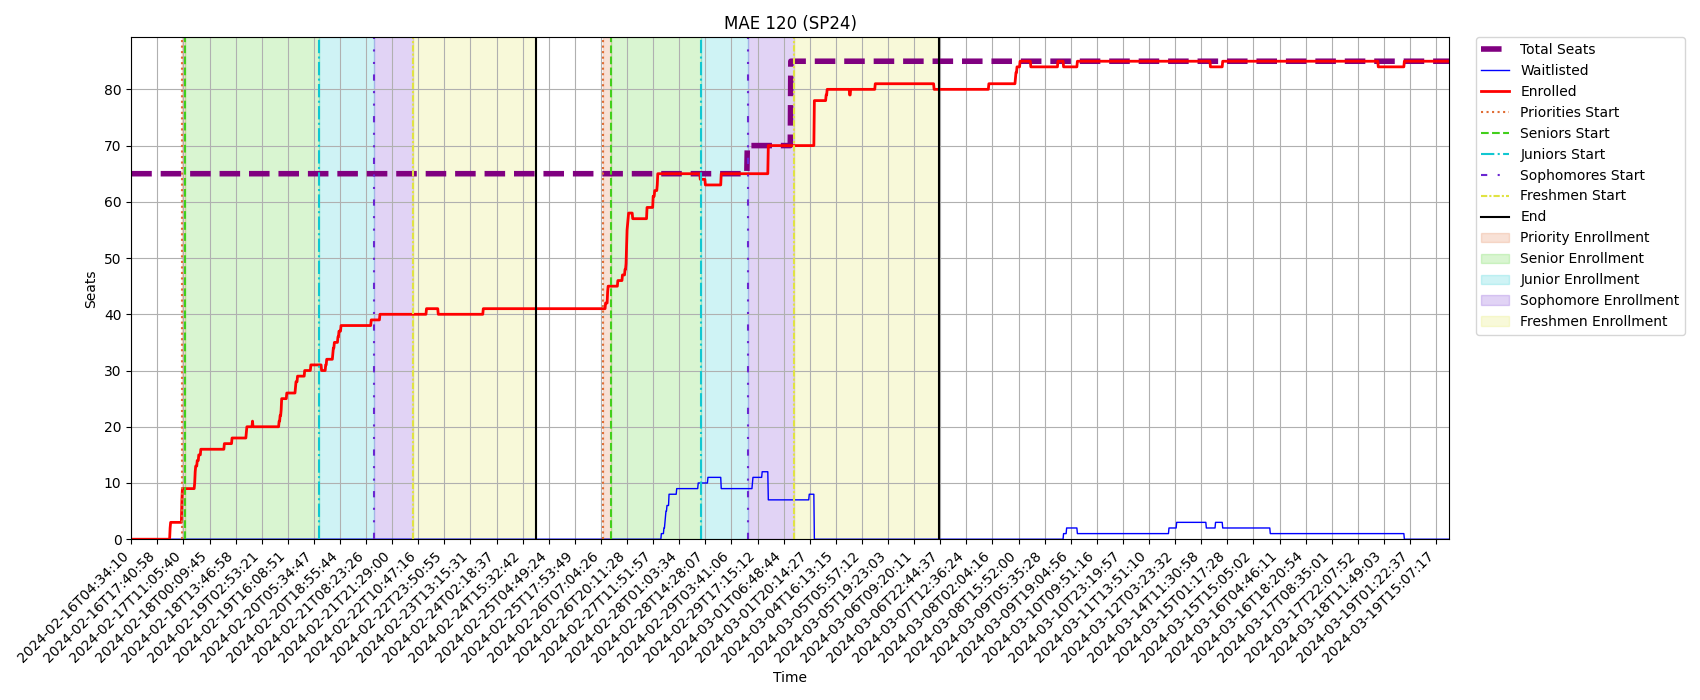 MAE 120 (SP24)
Seats
80
70
60
50
40
30
20
10
0
2024-02-16T04:34:10
2024-02-16T17:40:58
2024-02-17T11:05:40
2024-02-18T00:09:45
2024-02-18T13:46:58
2024-02-19T02:53:21
2024-02-19T16:08:51
2024-02-20T05:34:47
2024-02-20T18:55:44
2024-02-21T08:23:26
2024-02-21T21:29:00
2024-02-22T10:47:16
2024-02-22T23:50:55
2024-02-23T13:15:31
2024-02-24T02:18:37
2024-02-24T15:32:42
2024-02-25T04:49:24
2024-02-25T17:53:49
2024-02-26T07:04:26
2024-02-26T20:11:28
2024-02-27T11:51:57
2024-02-28T01:03:34
2024-02-28T14:28:07
2024-02-29T03:41:06
2024-02-29T17:15:12
2024-03-01T06:48:44
2024-03-01T20:14:27
2024-03-04T16:13:15
2024-03-05T05:57:12
2024-03-05T19:23:03
2024-03-06T09:20:11
2024-03-06T22:44:37
2024-03-07T12:36:24
2024-03-08T02:04:16
2024-03-08T15:52:00
2024-03-09T05:35:28
2024-03-09T19:04:56
2024-03-10T09:51:16
2024-03-10T23:19:57
2024-03-11T13:51:10
2024-03-12T03:23:32
2024-03-14T11:30:58
2024-03-15T01:17:28
2024-03-15T15:05:02
2024-03-16T04:46:11
2024-03-16T18:20:54
2024-03-17T08:35:01
2024-03-17T22:07:52
2024-03-18T11:49:03
2024-03-19T01:22:37
2024-03-19T15:07:17
Time
Total Seats
Waitlisted
Enrolled
Priorities Start
Seniors Start
Juniors Start
Sophomores Start
Freshmen Start
End
Priority Enrollment
Senior Enrollment
Junior Enrollment
Sophomore Enrollment
Freshmen Enrollment